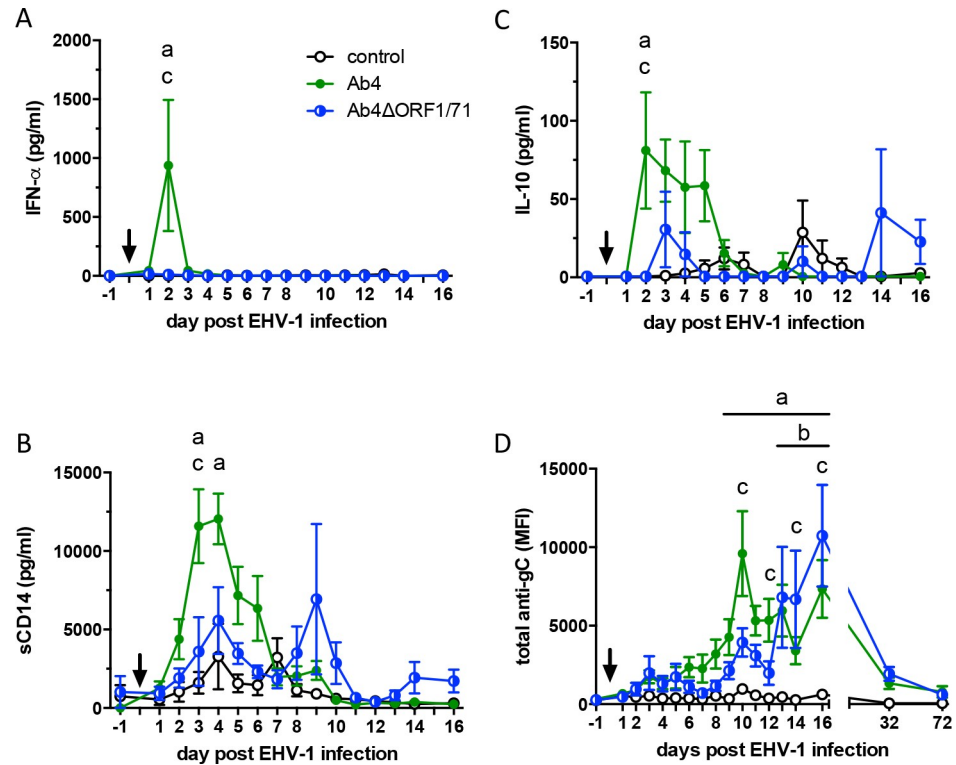 A
IFN-α (pg/ml)
2000
1500
1000
500
0
a
c
control
Ab4
Ab4ΔORF1/71
-1 1 2 3 4 5 6 7 8 10 12 14 16
day post EHV-1 infection
C
IL-10 (pg/ml)
150
100
50
0
a
c
-1 1 2 3 4 5 6 7 8 10 12 14 16
day post EHV-1 infection
B
sCD14 (pg/ml)
15000
10000
5000
0
a
c a
-1 1 2 3 4 5 6 7 8 10 12 14 16
day post EHV-1 infection
D
total anti-gC (MFI)
15000
10000
5000
0
a
b
c c c c
-1 1 2 4 6 8 10 12 14 16 32 72
days post EHV-1 infection